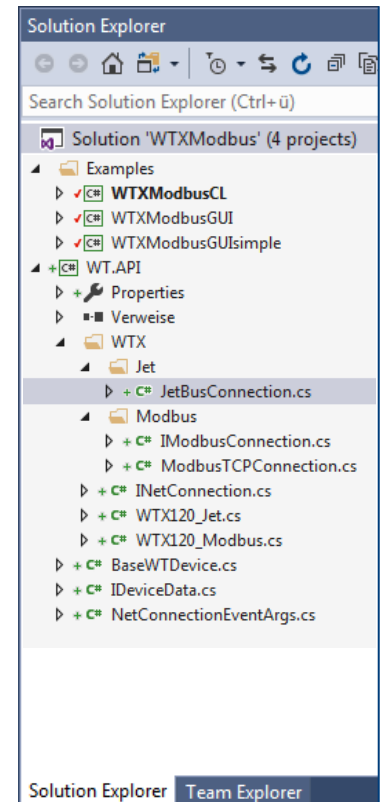 Solution Explorer
Search Solution Explorer (Ctrl+ü)
Solution 'WTXModbus' (4 projects)
Examples
C# WTXModbusCL
C# WTXModbusGUI
C# WTXModbusGUIsimple
+ C# WT.API
+ Properties
Verweise
WTX
Jet
+ C# JetBusConnection.cs
Modbus
+ C# IModbusConnection.cs
+ C# ModbusTCPConnection.cs
+ C# INetConnection.cs
+ C# WTX120_Jet.cs
+ C# WTX120_Modbus.cs
+ C# BaseWTDevice.cs
+ C# IDeviceData.cs
+ C# NetConnectionEventArgs.cs
Solution Explorer Team Explorer